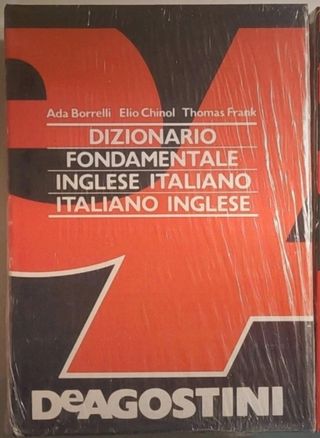 Ada Borrelli Elio Chinol Thomas Frank
DIZIONARIO
FONDAMENTALE
INGLESE ITALIANO
ITALIANO INGLESE
DEAGOSTINI